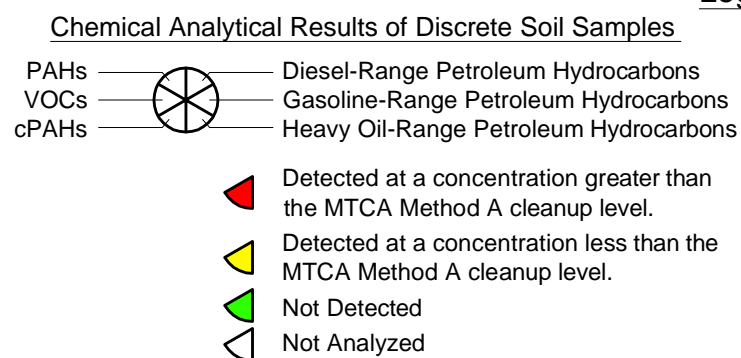 Chemical Analytical Results of Discrete Soil Samples
PAHs
VOCs
cPAHs
Diesel-Range Petroleum Hydrocarbons
Gasoline-Range Petroleum Hydrocarbons
Heavy Oil-Range Petroleum Hydrocarbons
Detected at a concentration greater than
the MTCA Method A cleanup level.
Detected at a concentration less than the
MTCA Method A cleanup level.
Not Detected
Not Analyzed